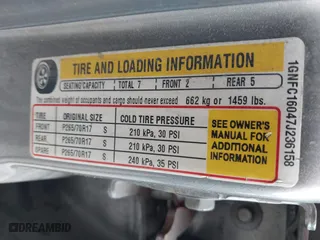 TIRE AND LOADING INFORMATION
SEATING CAPACITY TOTAL 7 FRONT 2 REAR 5
The combined weight of occupants and cargo should never exceed 662 kg or 1459 lbs.
TIRE ORIGINAL SIZE COLD TIRE PRESSURE
FRONT P265/70R17 S 210 kPa, 30 PSI
REAR P265/70R17 S 210 kPa, 30 PSI
SPARE P265/70R17 S 240 kPa, 35 PSI
SEE OWNER'S
MANUAL FOR
ADDITIONAL
INFORMATION
1GNFC16047J236158
DREAMBID